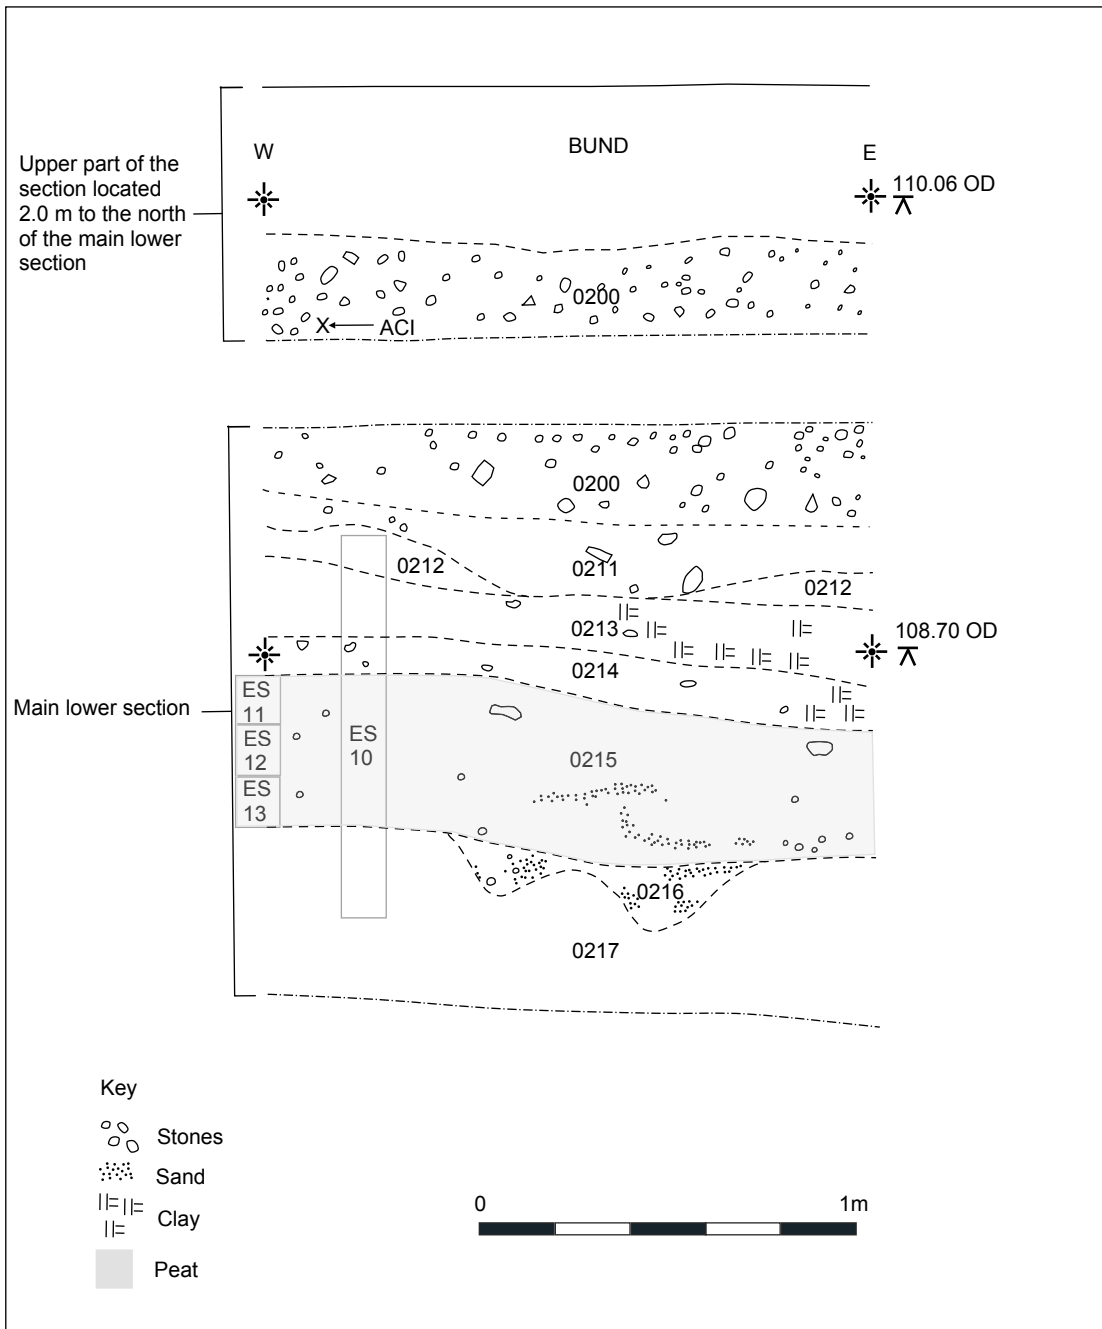 BUND
W
E
110.06 OD
Upper part of the
section located
2.0 m to the north
of the main lower
section
0200
X
ACI
0200
0211
0212
0212
0213
108.70 OD
0214
ES
11
Main lower section
ES
12
ES
10
0215
ES
13
0216
0217
Key
Stones
Sand
Clay
Peat
0
1m